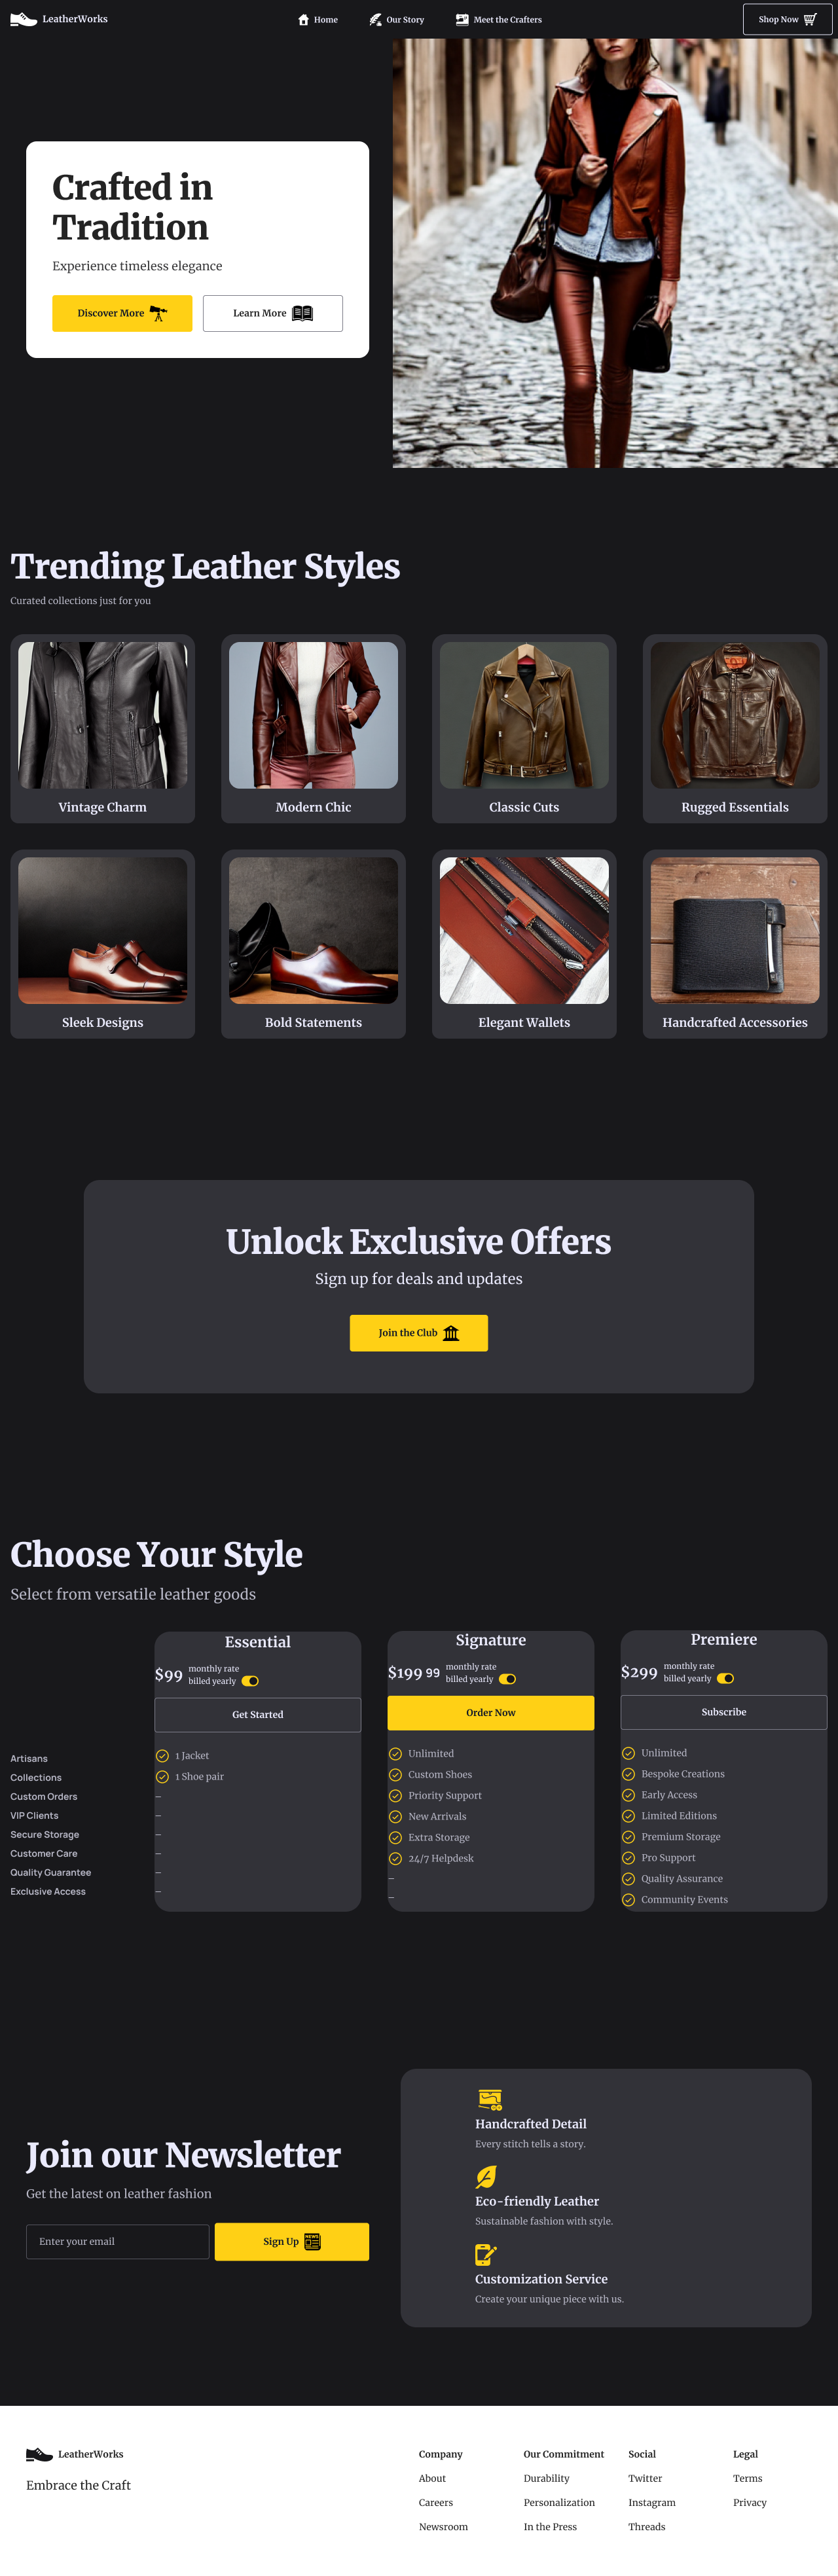 LeatherWorks
Home
Our Story
Meet the Crafters
Shop Now
Crafted in
Tradition
Experience timeless elegance
Discover More
Learn More
Trending Leather Styles
Curated collections just for you
Vintage Charm
Modern Chic
Classic Cuts
Rugged Essentials
Sleek Designs
Bold Statements
Elegant Wallets
Handcrafted Accessories
Unlock Exclusive Offers
Sign up for deals and updates
Join the Club
Choose Your Style
Select from versatile leather goods
Artisans
Collections
Custom Orders
VIP Clients
Secure Storage
Customer Care
Quality Guarantee
Exclusive Access
Essential
$99
monthly rate
billed yearly
Get Started
1 Jacket
1 Shoe pair
–
–
–
–
–
–
Signature
$199 99
monthly rate
billed yearly
Order Now
Unlimited
Custom Shoes
Priority Support
New Arrivals
Extra Storage
24/7 Helpdesk
–
–
Premiere
$299
monthly rate
billed yearly
Subscribe
Unlimited
Bespoke Creations
Early Access
Limited Editions
Premium Storage
Pro Support
Quality Assurance
Community Events
Join our Newsletter
Get the latest on leather fashion
Enter your email
Sign Up
NEWS
Handcrafted Detail
Every stitch tells a story.
Eco-friendly Leather
Sustainable fashion with style.
Customization Service
Create your unique piece with us.
LeatherWorks
Embrace the Craft
Company
About
Careers
Newsroom
Our Commitment
Durability
Personalization
In the Press
Social
Twitter
Instagram
Threads
Legal
Terms
Privacy